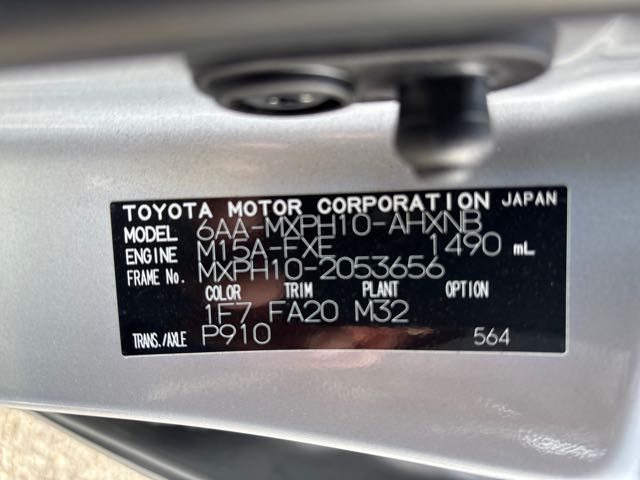 TOYOTA MOTOR CORPORATION JAPAN
MODEL 6AA-MXPH10-AHXNB
ENGINE M15A-FXE 1490 mL
FRAME No. MXPH10-2053656
COLOR TRIM PLANT OPTION
1F7 FA20 M32
TRANS./AXLE P910 564